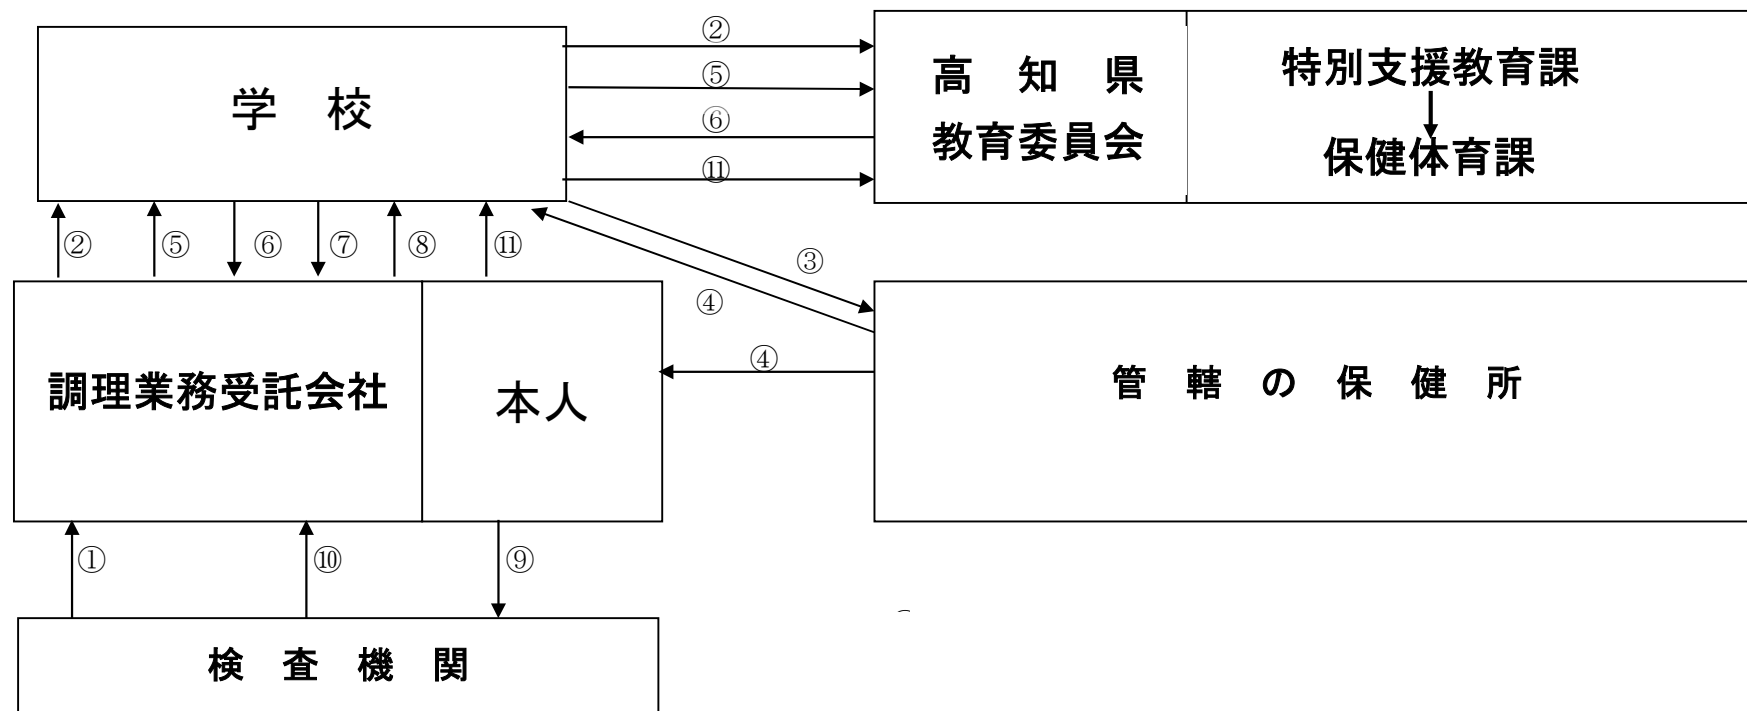 学　校
②
⑤
⑥
⑪
高　知　県
教育委員会
特別支援教育課
保健体育課
②
⑤
⑥
⑦
⑧
⑪
③
④
④
調理業務受託会社
本人
管　轄　の　保　健　所
①
⑩
⑨
検　査　機　関